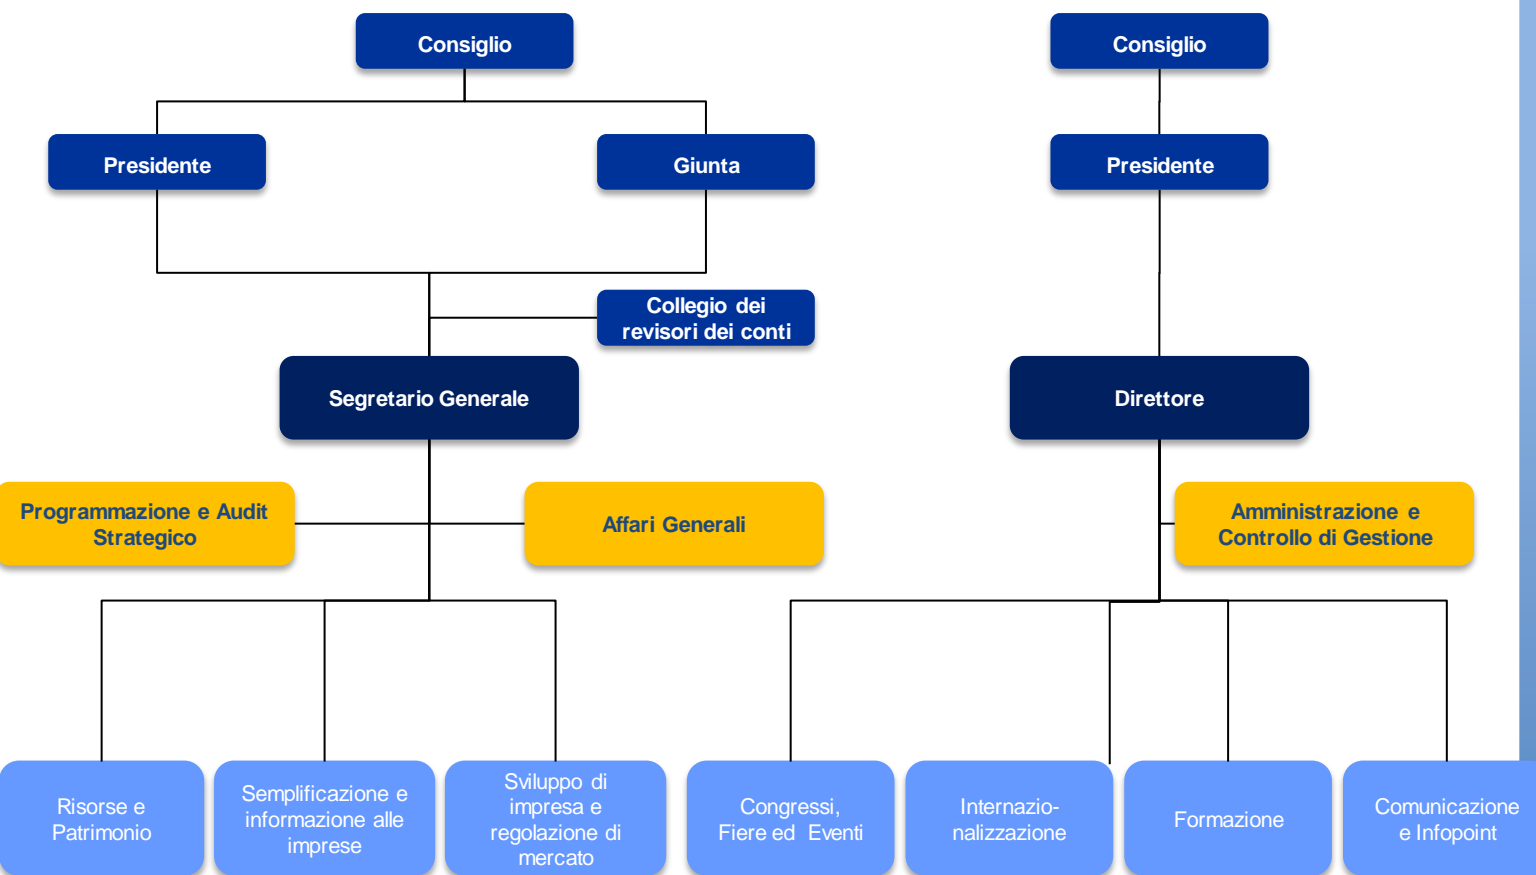 Consiglio
Consiglio
Presidente
Giunta
Presidente
Collegio dei
revisori dei conti
Segretario Generale
Direttore
Programmazione e Audit
Strategico
Affari Generali
Amministrazione e
Controllo di Gestione
Risorse e
Patrimonio
Semplificazione e
informazione alle
imprese
Sviluppo di
impresa e
regolazione di
mercato
Congressi,
Fiere ed Eventi
Internazio-
nalizzazione
Formazione
Comunicazione
e Infopoint